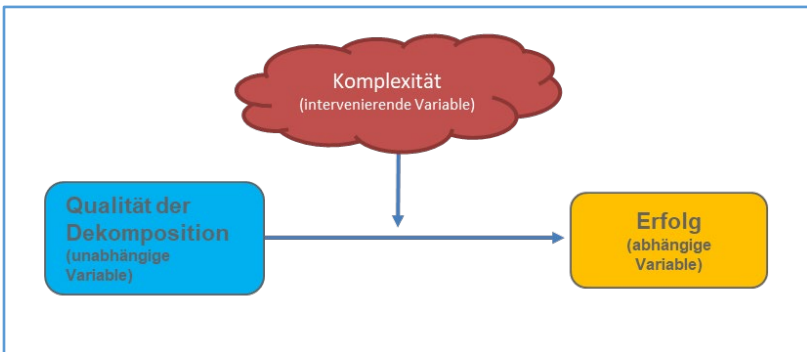 Komplexität
(intervenierende Variable)
Qualität der
Dekomposition
(unabhängige
Variable)
Erfolg
(abhängige
Variable)